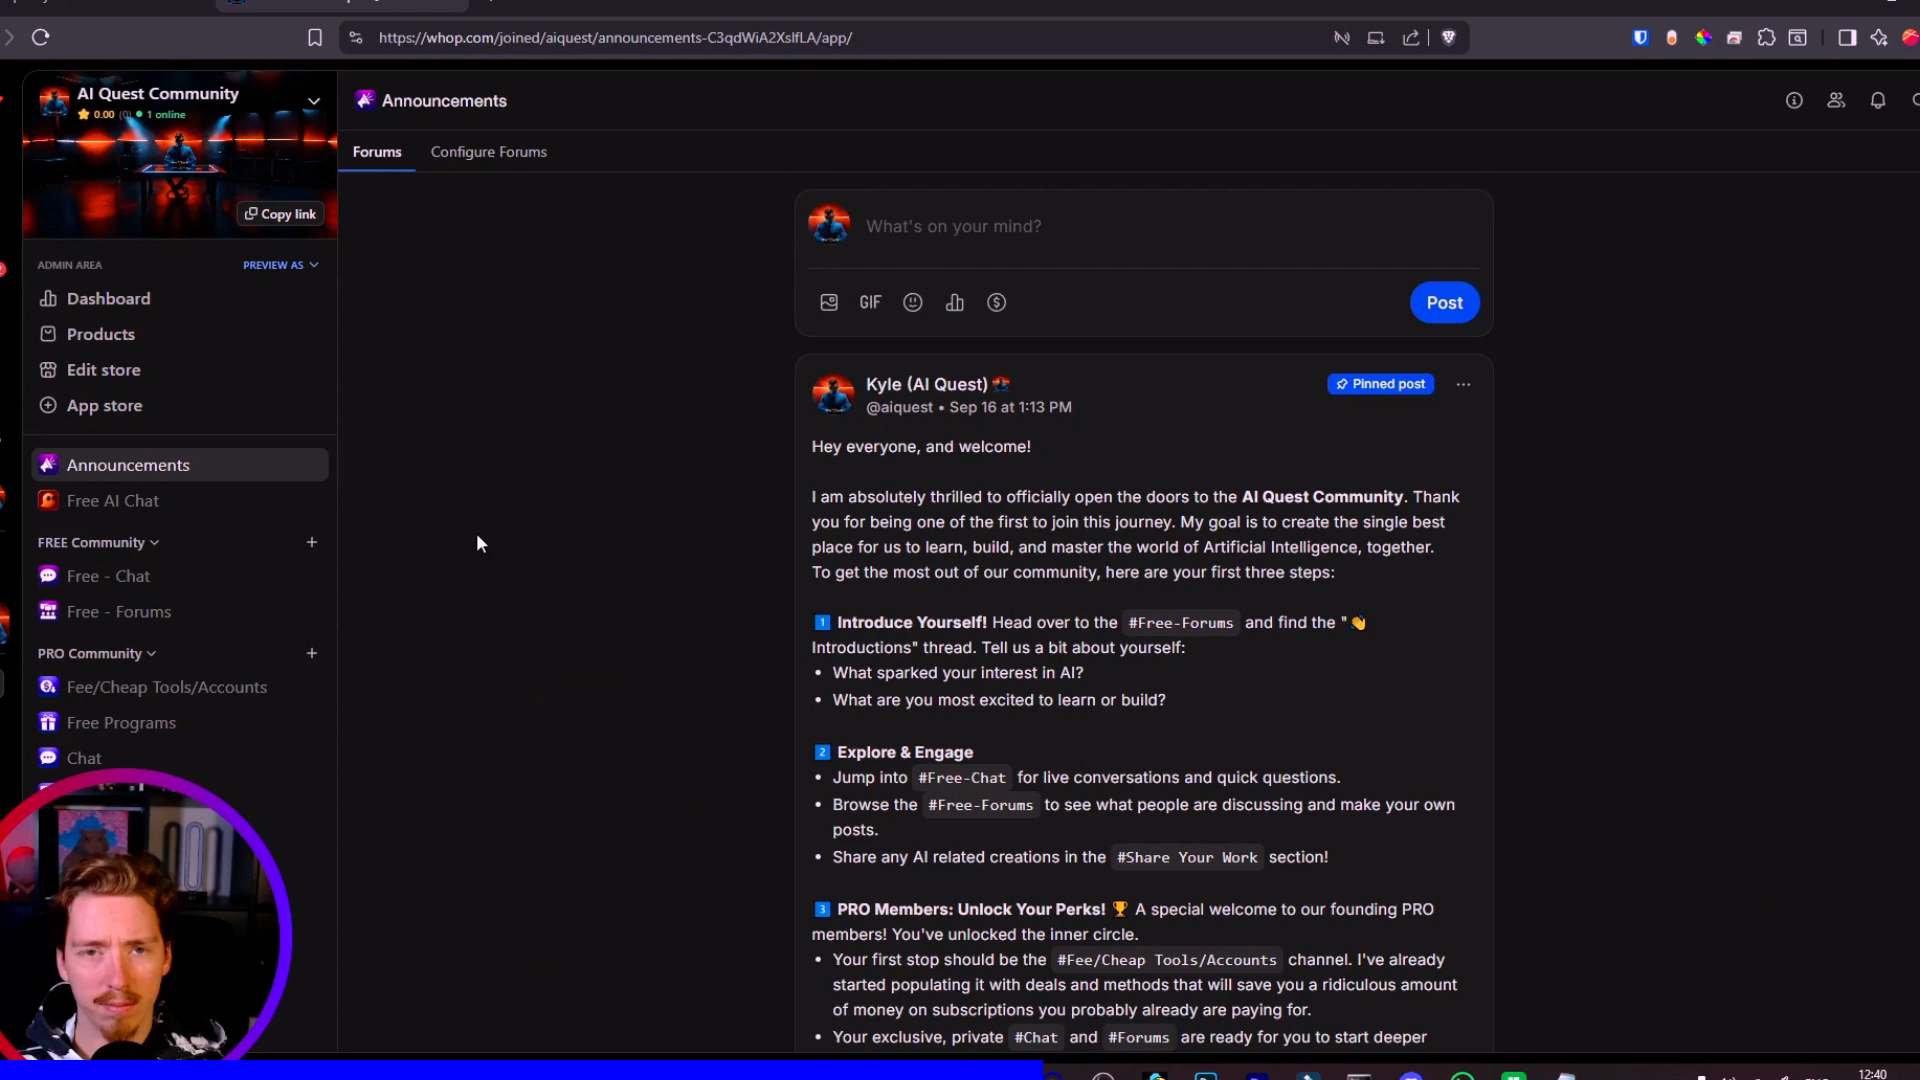 https://whop.com/joined/aiquest/announcements-C3qdWiA2XslfLA/app/
AI Quest Community
0.00 (0) 1 online
Copy link
ADMIN AREA
PREVIEW AS
Dashboard
Products
Edit store
App store
Announcements
Free AI Chat
FREE Community
Free - Chat
Free - Forums
PRO Community
Fee/Cheap Tools/Accounts
Free Programs
Chat
Announcements
Forums
Configure Forums
What's on your mind?
GIF
Post
Kyle (AI Quest)
Pinned post
@aiquest • Sep 16 at 1:13 PM
Hey everyone, and welcome!
I am absolutely thrilled to officially open the doors to the AI Quest Community. Thank
you for being one of the first to join this journey. My goal is to create the single best
place for us to learn, build, and master the world of Artificial Intelligence, together.
To get the most out of our community, here are your first three steps:
1 Introduce Yourself! Head over to the #Free-Forums and find the "👋
Introductions" thread. Tell us a bit about yourself:
• What sparked your interest in AI?
• What are you most excited to learn or build?
2 Explore & Engage
• Jump into #Free-Chat for live conversations and quick questions.
• Browse the #Free-Forums to see what people are discussing and make your own
posts.
• Share any AI related creations in the #Share Your Work section!
3 PRO Members: Unlock Your Perks! 🏆 A special welcome to our founding PRO
members! You've unlocked the inner circle.
• Your first stop should be the #Fee/Cheap Tools/Accounts channel. I've already
started populating it with deals and methods that will save you a ridiculous amount
of money on subscriptions you probably already are paying for.
• Your exclusive, private #Chat and #Forums are ready for you to start deeper
12:40